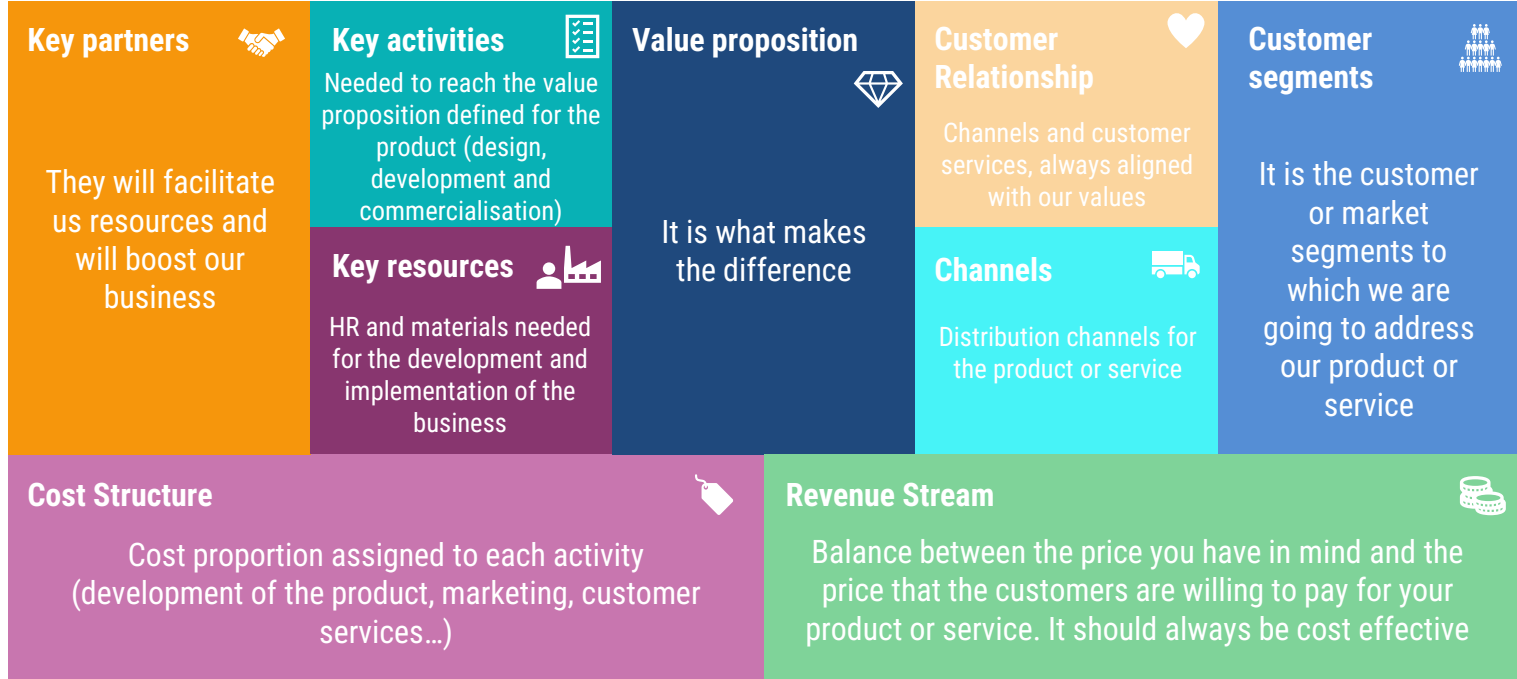 Key partners
They will facilitate
us resources and
will boost our
business
Key activities
Needed to reach the value
proposition defined for the
product (design,
development and
commercialisation)
Key resources
HR and materials needed
for the development and
implementation of the
business
Value proposition
It is what makes
the difference
Customer
Relationship
Channels and customer
services, always aligned
with our values
Channels
Distribution channels for
the product or service
Customer
segments
It is the customer
or market
segments to
which we are
going to address
our product or
service
Cost Structure
Cost proportion assigned to each activity
(development of the product, marketing, customer
services…)
Revenue Stream
Balance between the price you have in mind and the
price that the customers are willing to pay for your
product or service. It should always be cost effective